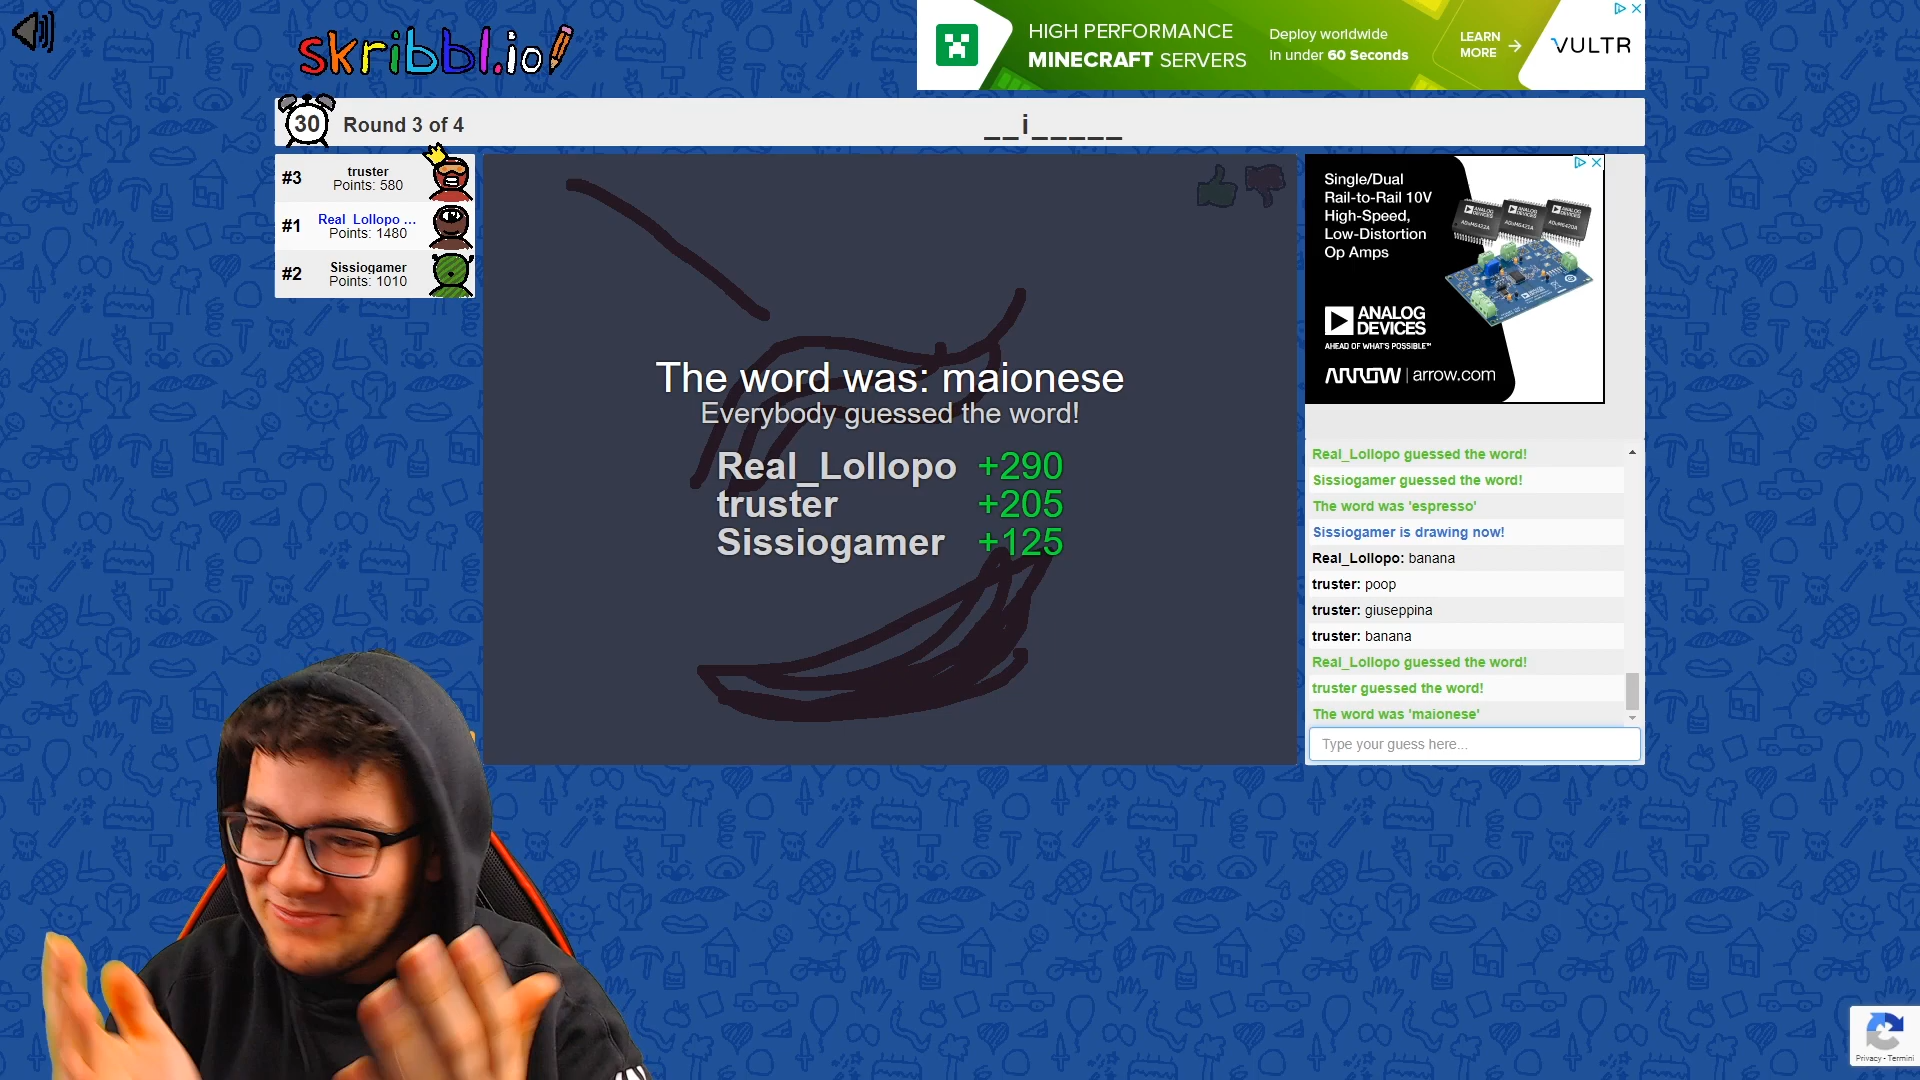 skribbl.io
HIGH PERFORMANCE
MINECRAFT SERVERS
Deploy worldwide
in under 60 Seconds
LEARN
MORE
VULTR
30
Round 3 of 4
__i_____
#3
truster
Points: 580
#1
Real_Lollopo ...
Points: 1480
#2
Sissiogamer
Points: 1010
The word was: maionese
Everybody guessed the word!
Real_Lollopo +290
truster +205
Sissiogamer +125
Single/Dual
Rail-to-Rail 10V
High-Speed,
Low-Distortion
Op Amps
ANALOG
DEVICES
AHEAD OF WHAT'S POSSIBLE™
ARROW | arrow.com
Real_Lollopo guessed the word!
Sissiogamer guessed the word!
The word was 'espresso'
Sissiogamer is drawing now!
Real_Lollopo: banana
truster: poop
truster: giuseppina
truster: banana
Real_Lollopo guessed the word!
truster guessed the word!
The word was 'maionese'
Type your guess here...
Privacy - Termini